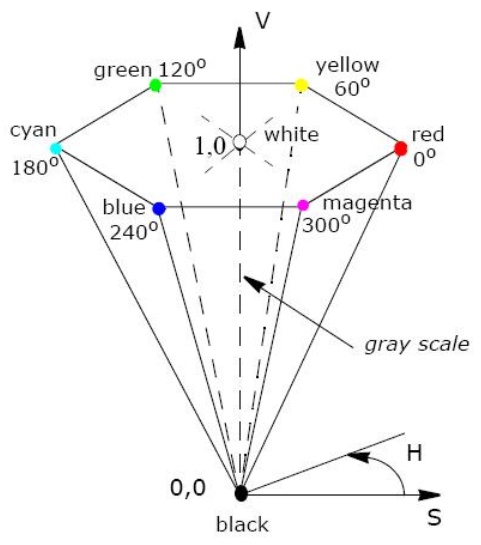 V
green 120°
yellow
60°
cyan
180°
1,0
white
red
0°
blue
240°
magenta
300°
gray scale
H
0,0
S
black